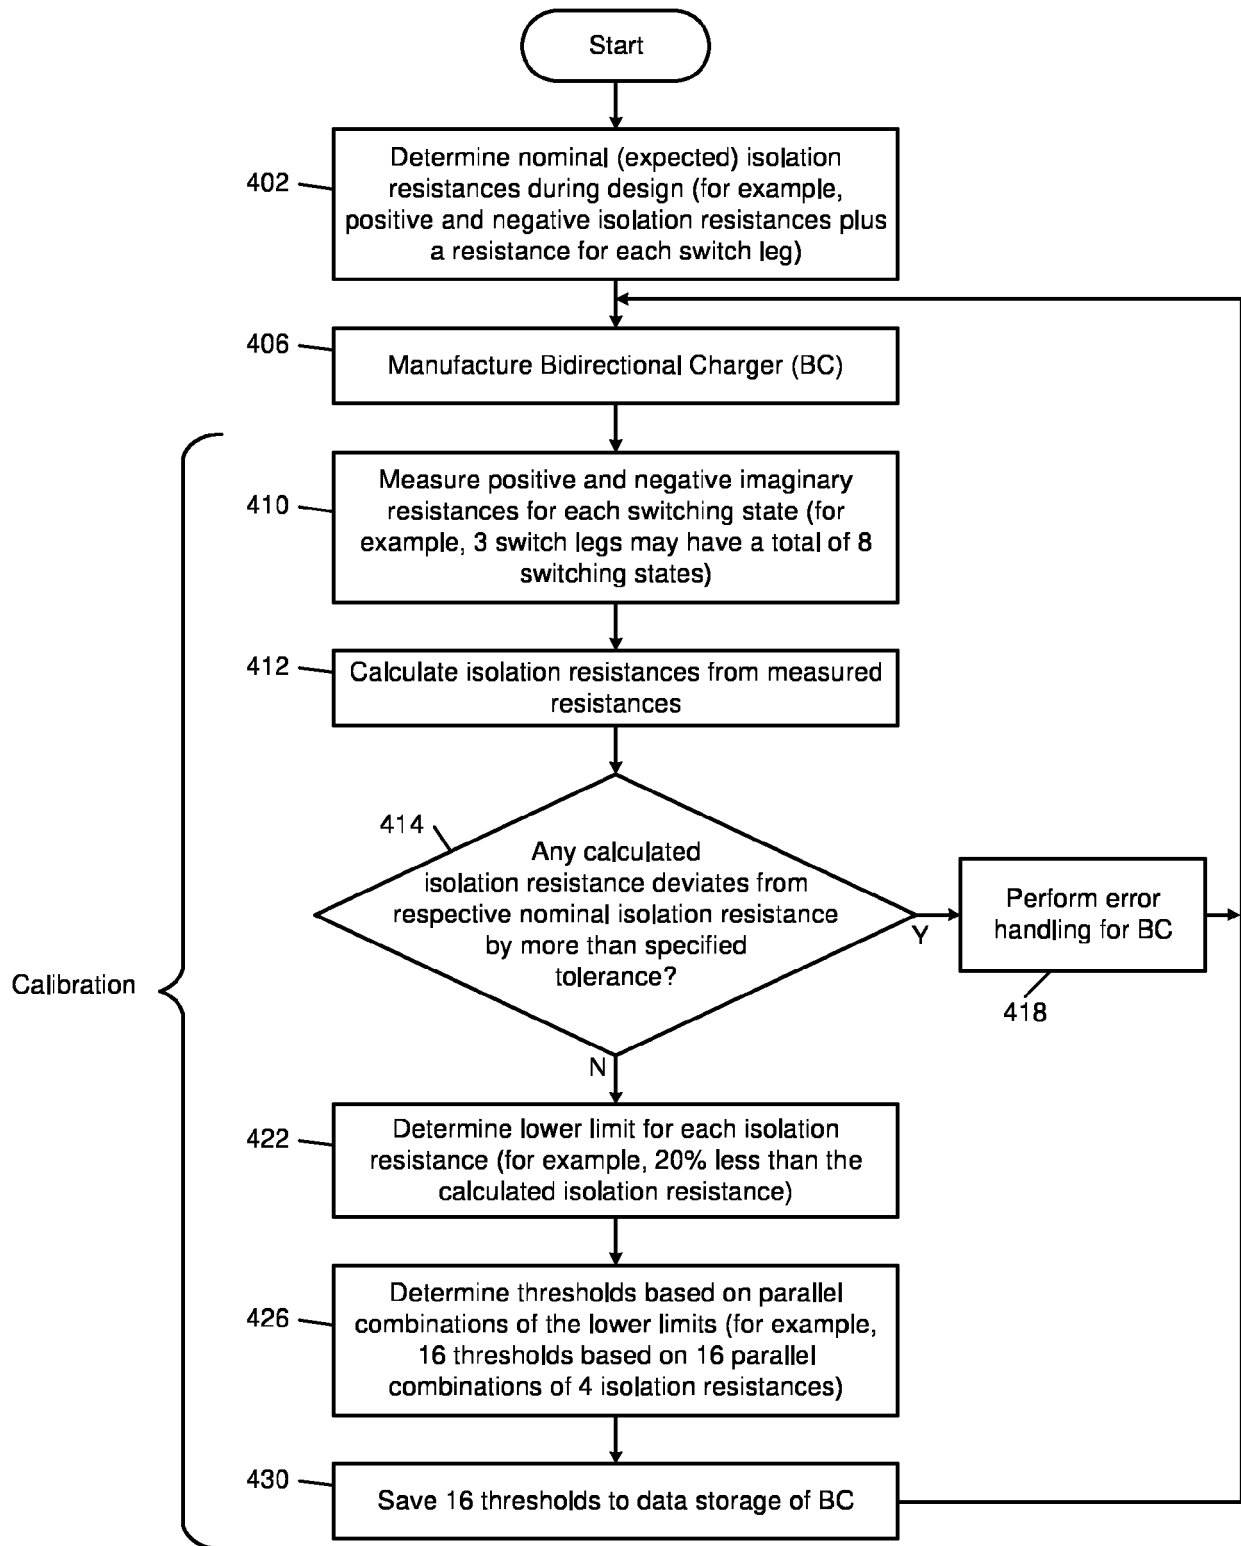 Start
402
Determine nominal (expected) isolation
resistances during design (for example,
positive and negative isolation resistances plus
a resistance for each switch leg)
406
Manufacture Bidirectional Charger (BC)
410
Measure positive and negative imaginary
resistances for each switching state (for
example, 3 switch legs may have a total of 8
switching states)
412
Calculate isolation resistances from measured
resistances
414
Any calculated
isolation resistance deviates from
respective nominal isolation resistance
by more than specified
tolerance?
Y
Perform error
handling for BC
418
Calibration
N
422
Determine lower limit for each isolation
resistance (for example, 20% less than the
calculated isolation resistance)
426
Determine thresholds based on parallel
combinations of the lower limits (for example,
16 thresholds based on 16 parallel
combinations of 4 isolation resistances)
430
Save 16 thresholds to data storage of BC